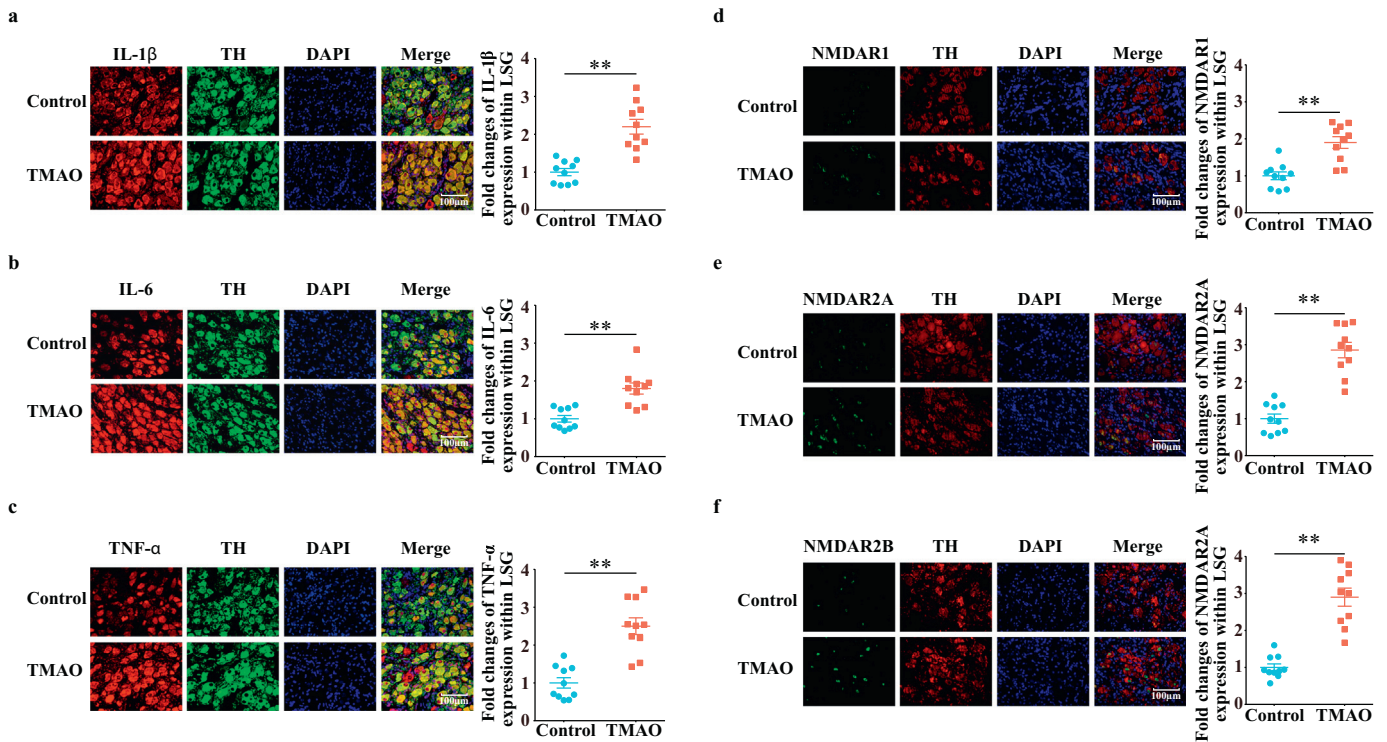 a
IL-1β TH DAPI Merge
Control
TMAO
100μm
Fold changes of IL-1β
expression within LSG
4
3
2
1
0
**
Control TMAO
b
IL-6 TH DAPI Merge
Control
TMAO
100μm
Fold changes of IL-6
expression within LSG
4
3
2
1
0
**
Control TMAO
c
TNF-α TH DAPI Merge
Control
TMAO
100μm
Fold changes of TNF-α
expression within LSG
4
3
2
1
0
**
Control TMAO
d
NMDAR1 TH DAPI Merge
Control
TMAO
100μm
Fold changes of NMDAR1
expression within LSG
4
3
2
1
0
**
Control TMAO
e
NMDAR2A TH DAPI Merge
Control
TMAO
100μm
Fold changes of NMDAR2A
expression within LSG
4
3
2
1
0
**
Control TMAO
f
NMDAR2B TH DAPI Merge
Control
TMAO
100μm
Fold changes of NMDAR2A
expression within LSG
4
3
2
1
0
**
Control TMAO